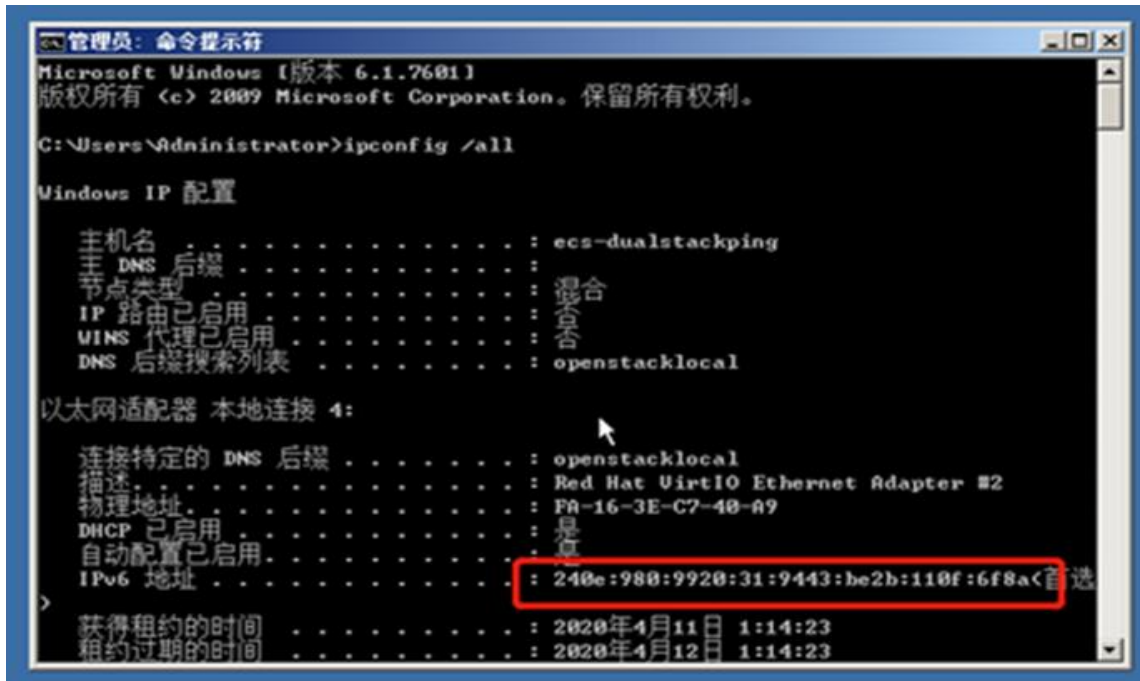 管理员: 命令提示符
Microsoft Windows [版本 6.1.7601]
版权所有 (c) 2009 Microsoft Corporation。保留所有权利。
C:\Users\Administrator>ipconfig /all
Windows IP 配置
主机名 . . . . . . . . . . . . . : ecs-dualstackping
主 DNS 后缀 . . . . . . . . . . . :
节点类型 . . . . . . . . . . . . : 混合
IP 路由已启用 . . . . . . . . . . : 否
WINS 代理已启用 . . . . . . . . . : 否
DNS 后缀搜索列表 . . . . . . . . : openstacklocal
以太网适配器 本地连接 4:
连接特定的 DNS 后缀 . . . . . . . : openstacklocal
描述. . . . . . . . . . . . . . . : Red Hat VirtIO Ethernet Adapter #2
物理地址. . . . . . . . . . . . . : FA-16-3E-C7-40-A9
DHCP 已启用 . . . . . . . . . . . : 是
自动配置已启用. . . . . . . . . . : 是
IPv6 地址 . . . . . . . . . . . . : 240e:980:9920:31:9443:be2b:110f:6f8a(首选
)
获得租约的时间 . . . . . . . . . : 2020年4月11日 1:14:23
租约过期的时间 . . . . . . . . . : 2020年4月12日 1:14:23